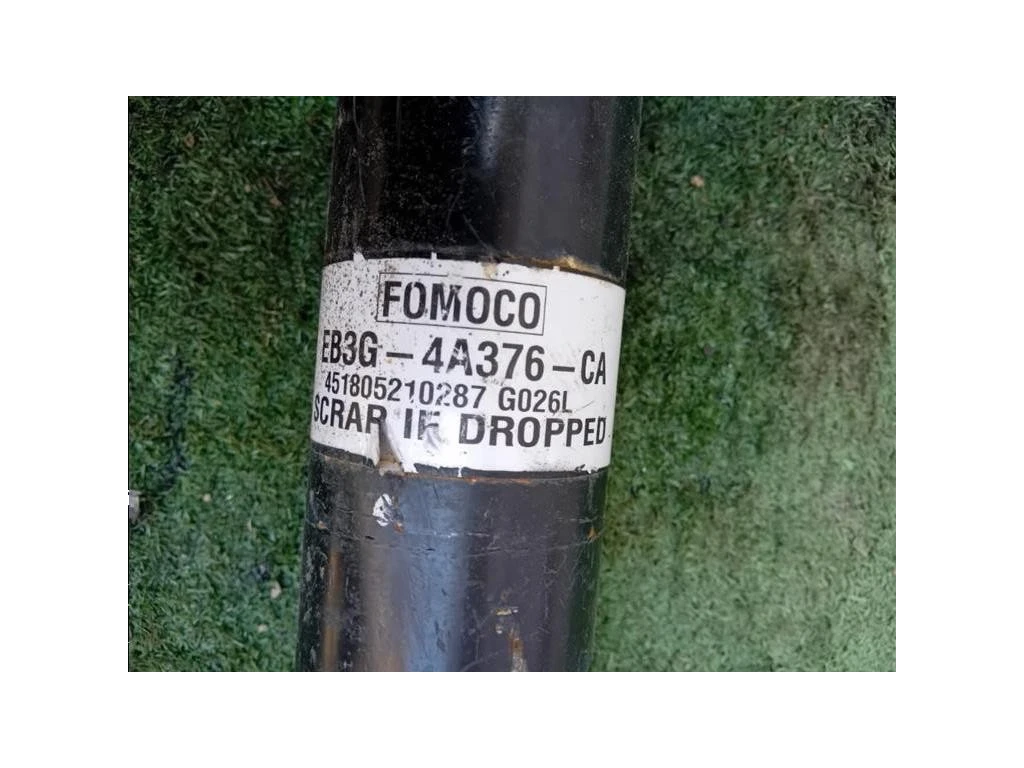 FOMOCO
EB3G-4A376-CA
451805210287 G026L
SCRAP IF DROPPED